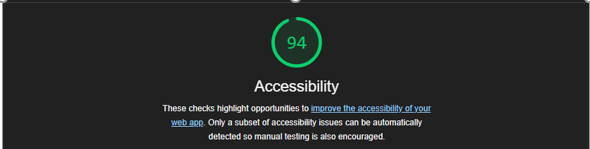 94
Accessibility
These checks highlight opportunities to improve the accessibility of your
web app. Only a subset of accessibility issues can be automatically
detected so manual testing is also encouraged.